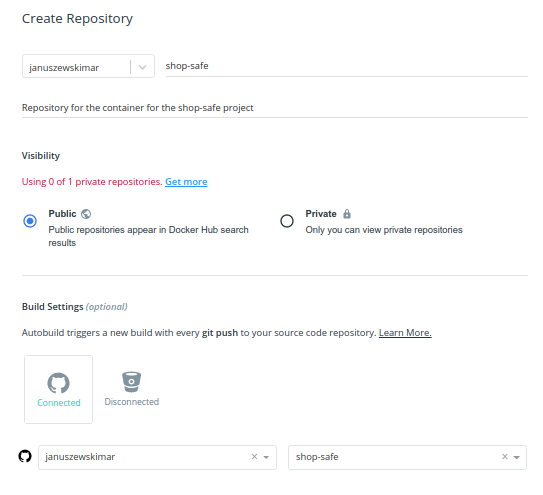 Create Repository
januszewskimar
shop-safe
Repository for the container for the shop-safe project
Visibility
Using 0 of 1 private repositories. Get more
Public
Public repositories appear in Docker Hub search
results
Private
Only you can view private repositories
Build Settings (optional)
Autobuild triggers a new build with every git push to your source code repository. Learn More.
Connected
Disconnected
januszewskimar
shop-safe